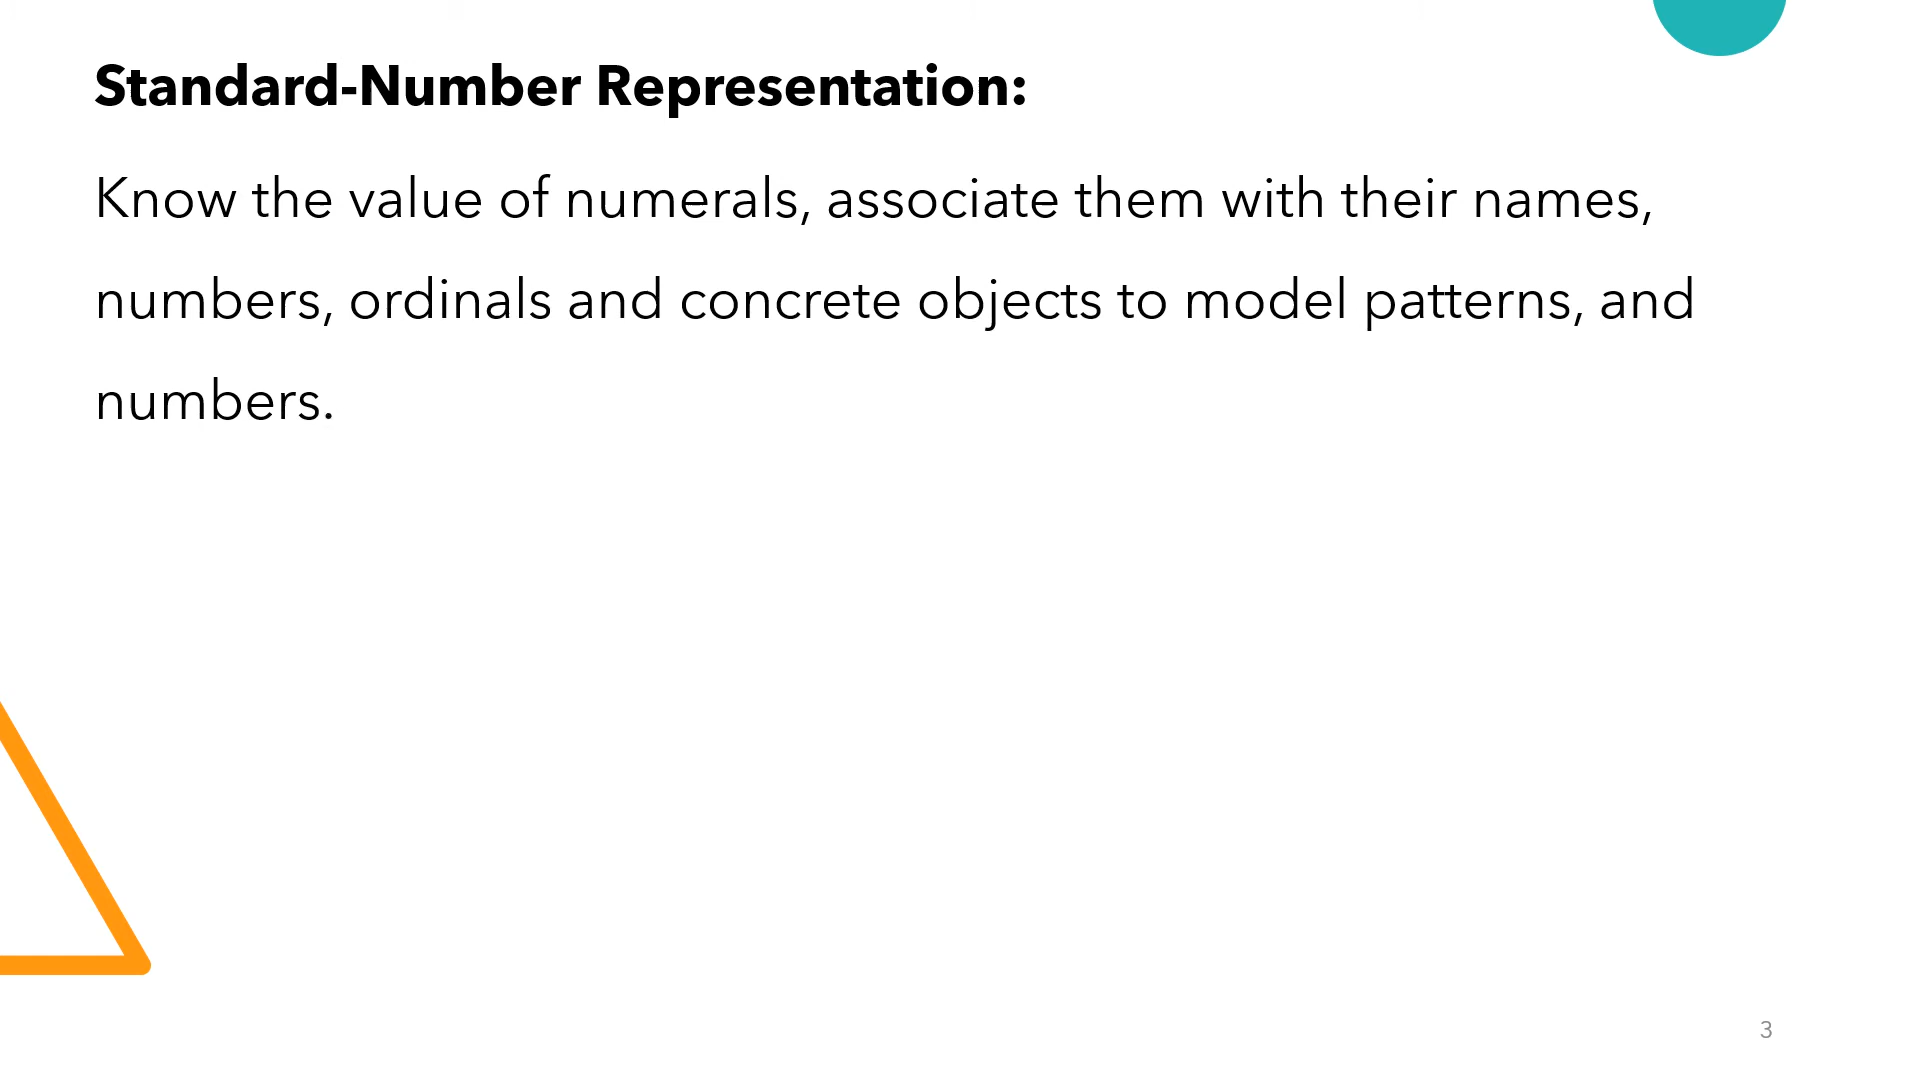 Standard-Number Representation:
Know the value of numerals, associate them with their names,
numbers, ordinals and concrete objects to model patterns, and
numbers.
3